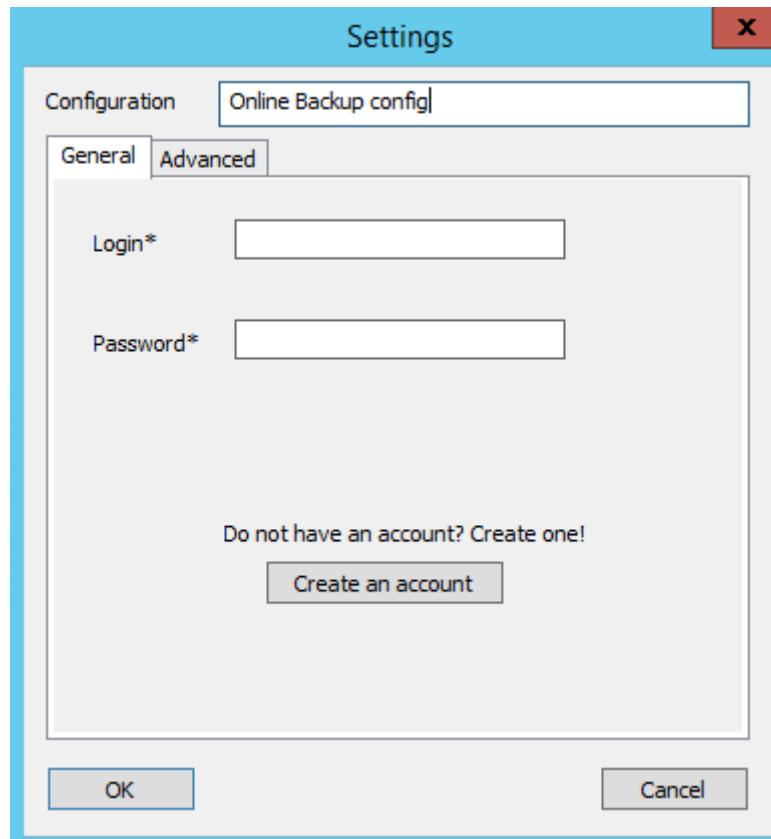 Settings
x
Configuration Online Backup config
General Advanced
Login*
Password*
Do not have an account? Create one!
Create an account
OK Cancel